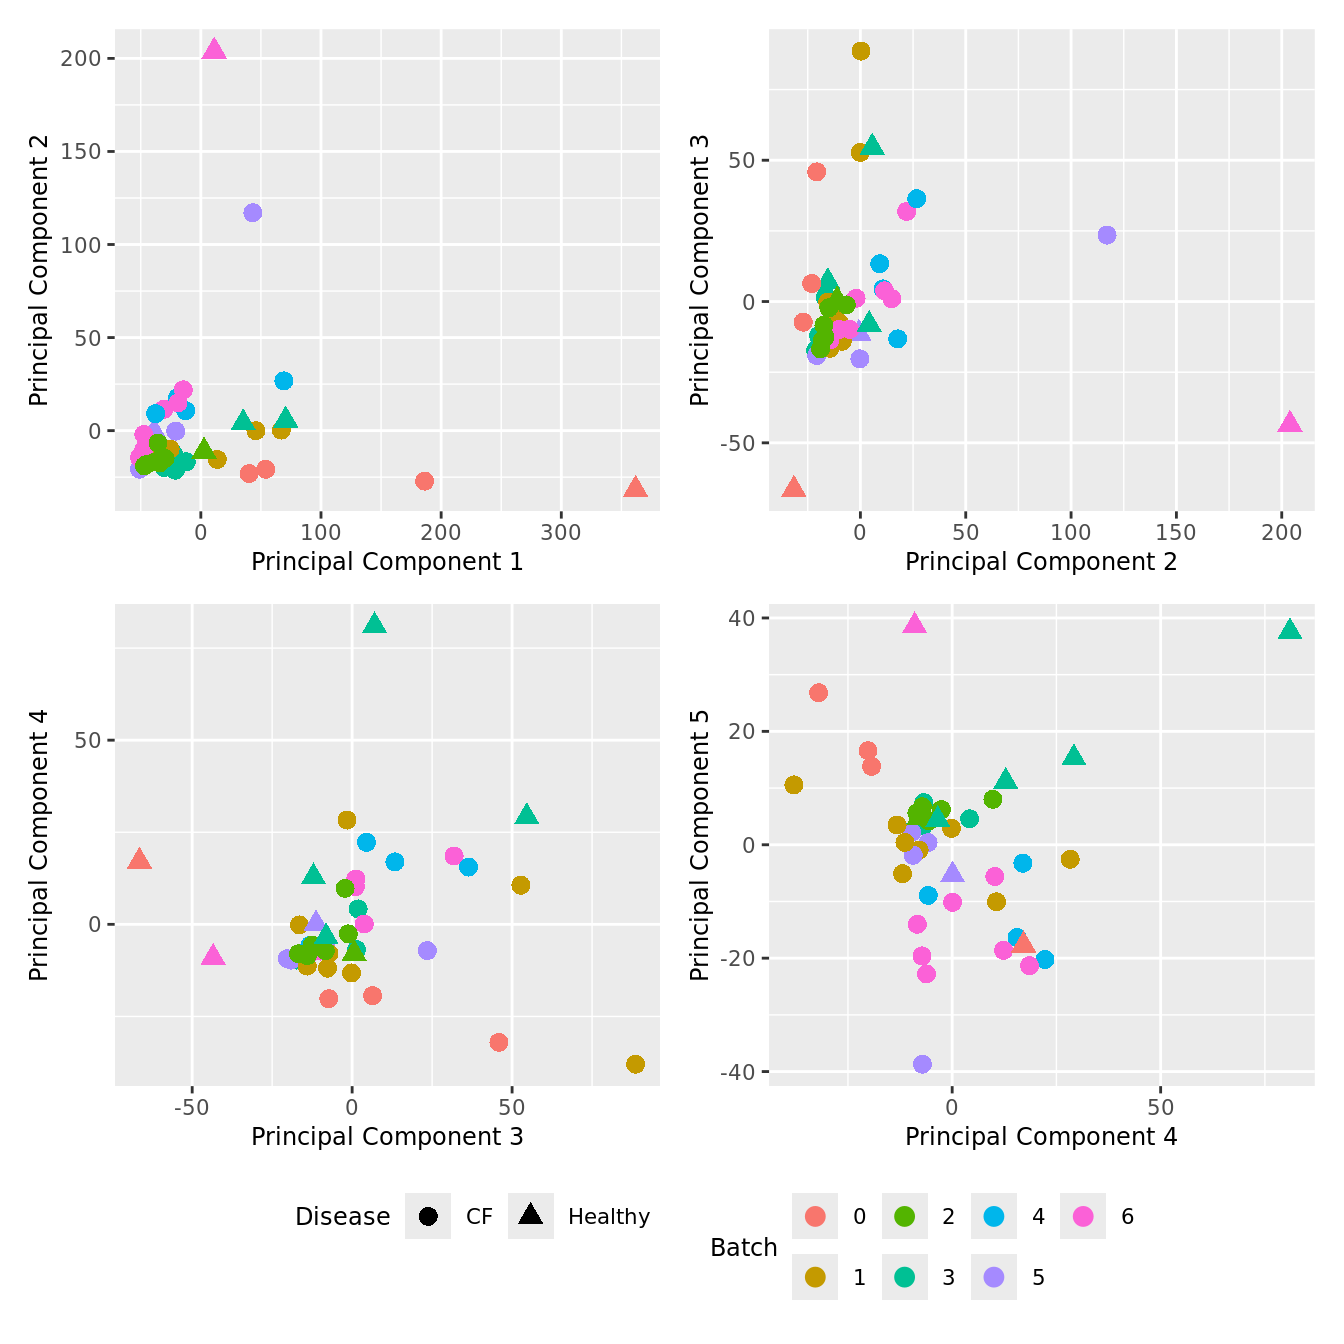 200
150
100
50
0
Principal Component 2
0 100 200 300
Principal Component 1
50
0
-50
Principal Component 3
0 50 100 150 200
Principal Component 2
50
0
Principal Component 4
-50 0 50
Principal Component 3
40
20
0
-20
-40
Principal Component 5
0 50
Principal Component 4
Disease CF Healthy
Batch
0 2 4 6
1 3 5